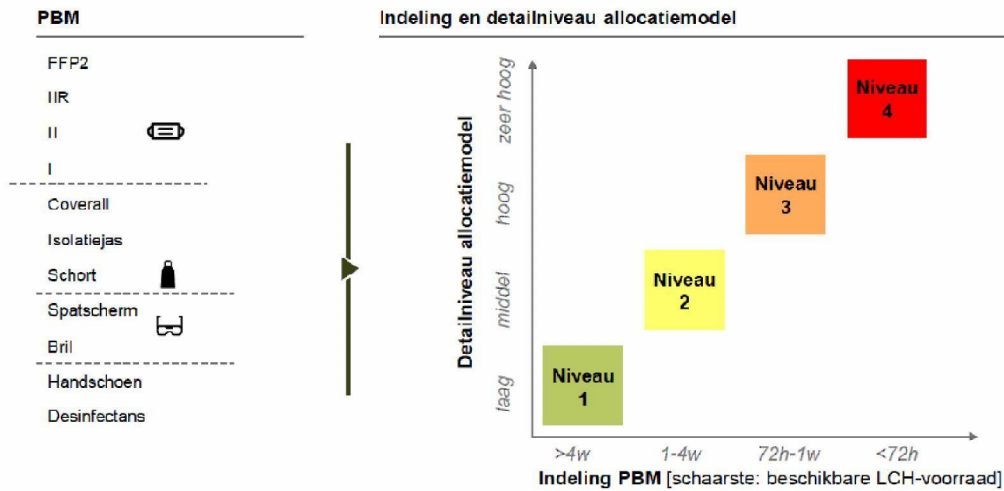 PBM
FFP2
IIR
II
I
Coverall
Isolatiejas
Schort
Spatscherm
Bril
Handschoen
Desinfectans
Indeling en detailniveau allocatiemodel
Detailniveau allocatiemodel
zeer hoog
hoog
middel
laag
Niveau
4
Niveau
3
Niveau
2
Niveau
1
>4w
1-4w
72h-1w
<72h
Indeling PBM [schaarste: beschikbare LCH-voorraad]